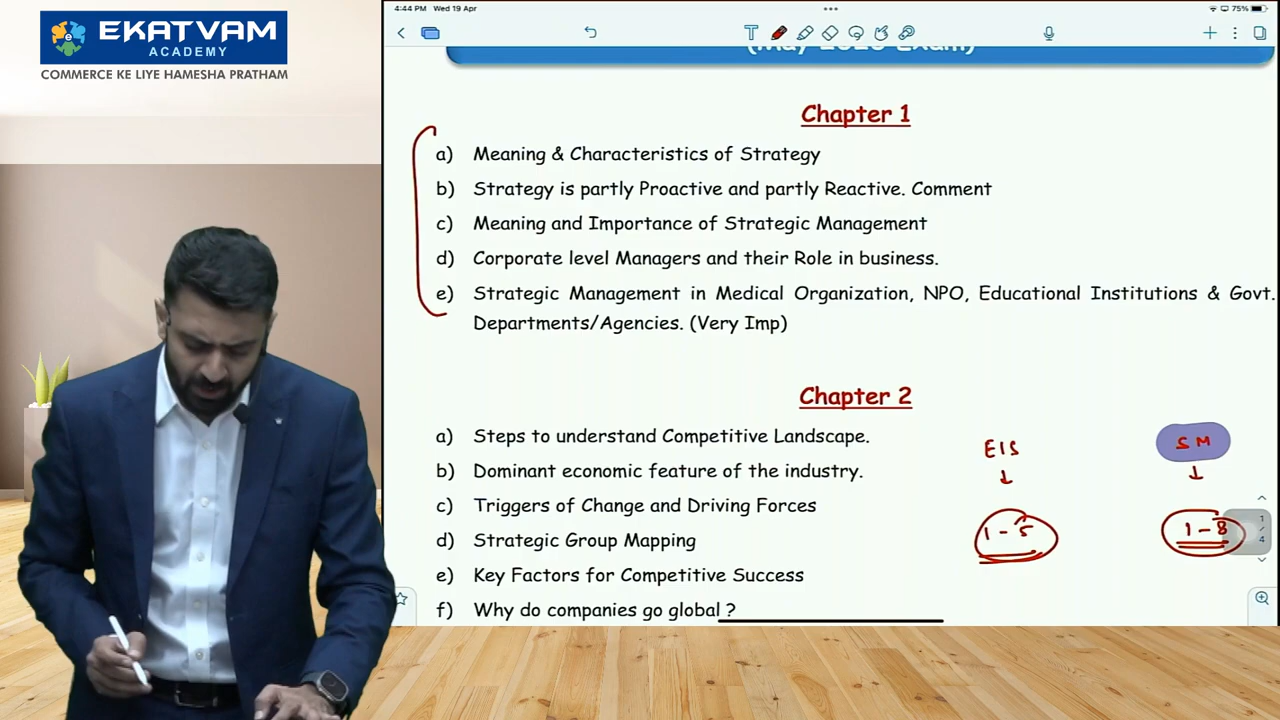 EKATVAM
ACADEMY
COMMERCE KE LIYE HAMESHA PRATHAM
4:44 PM Wed 19 Apr
75%
Chapter 1
a) Meaning & Characteristics of Strategy
b) Strategy is partly Proactive and partly Reactive. Comment
c) Meaning and Importance of Strategic Management
d) Corporate level Managers and their Role in business.
e) Strategic Management in Medical Organization, NPO, Educational Institutions & Govt.
Departments/Agencies. (Very Imp)
Chapter 2
a) Steps to understand Competitive Landscape.
b) Dominant economic feature of the industry.
c) Triggers of Change and Driving Forces
d) Strategic Group Mapping
e) Key Factors for Competitive Success
f) Why do companies go global ?
EIS
1 - 5
SM
1 - 8
1
/
4